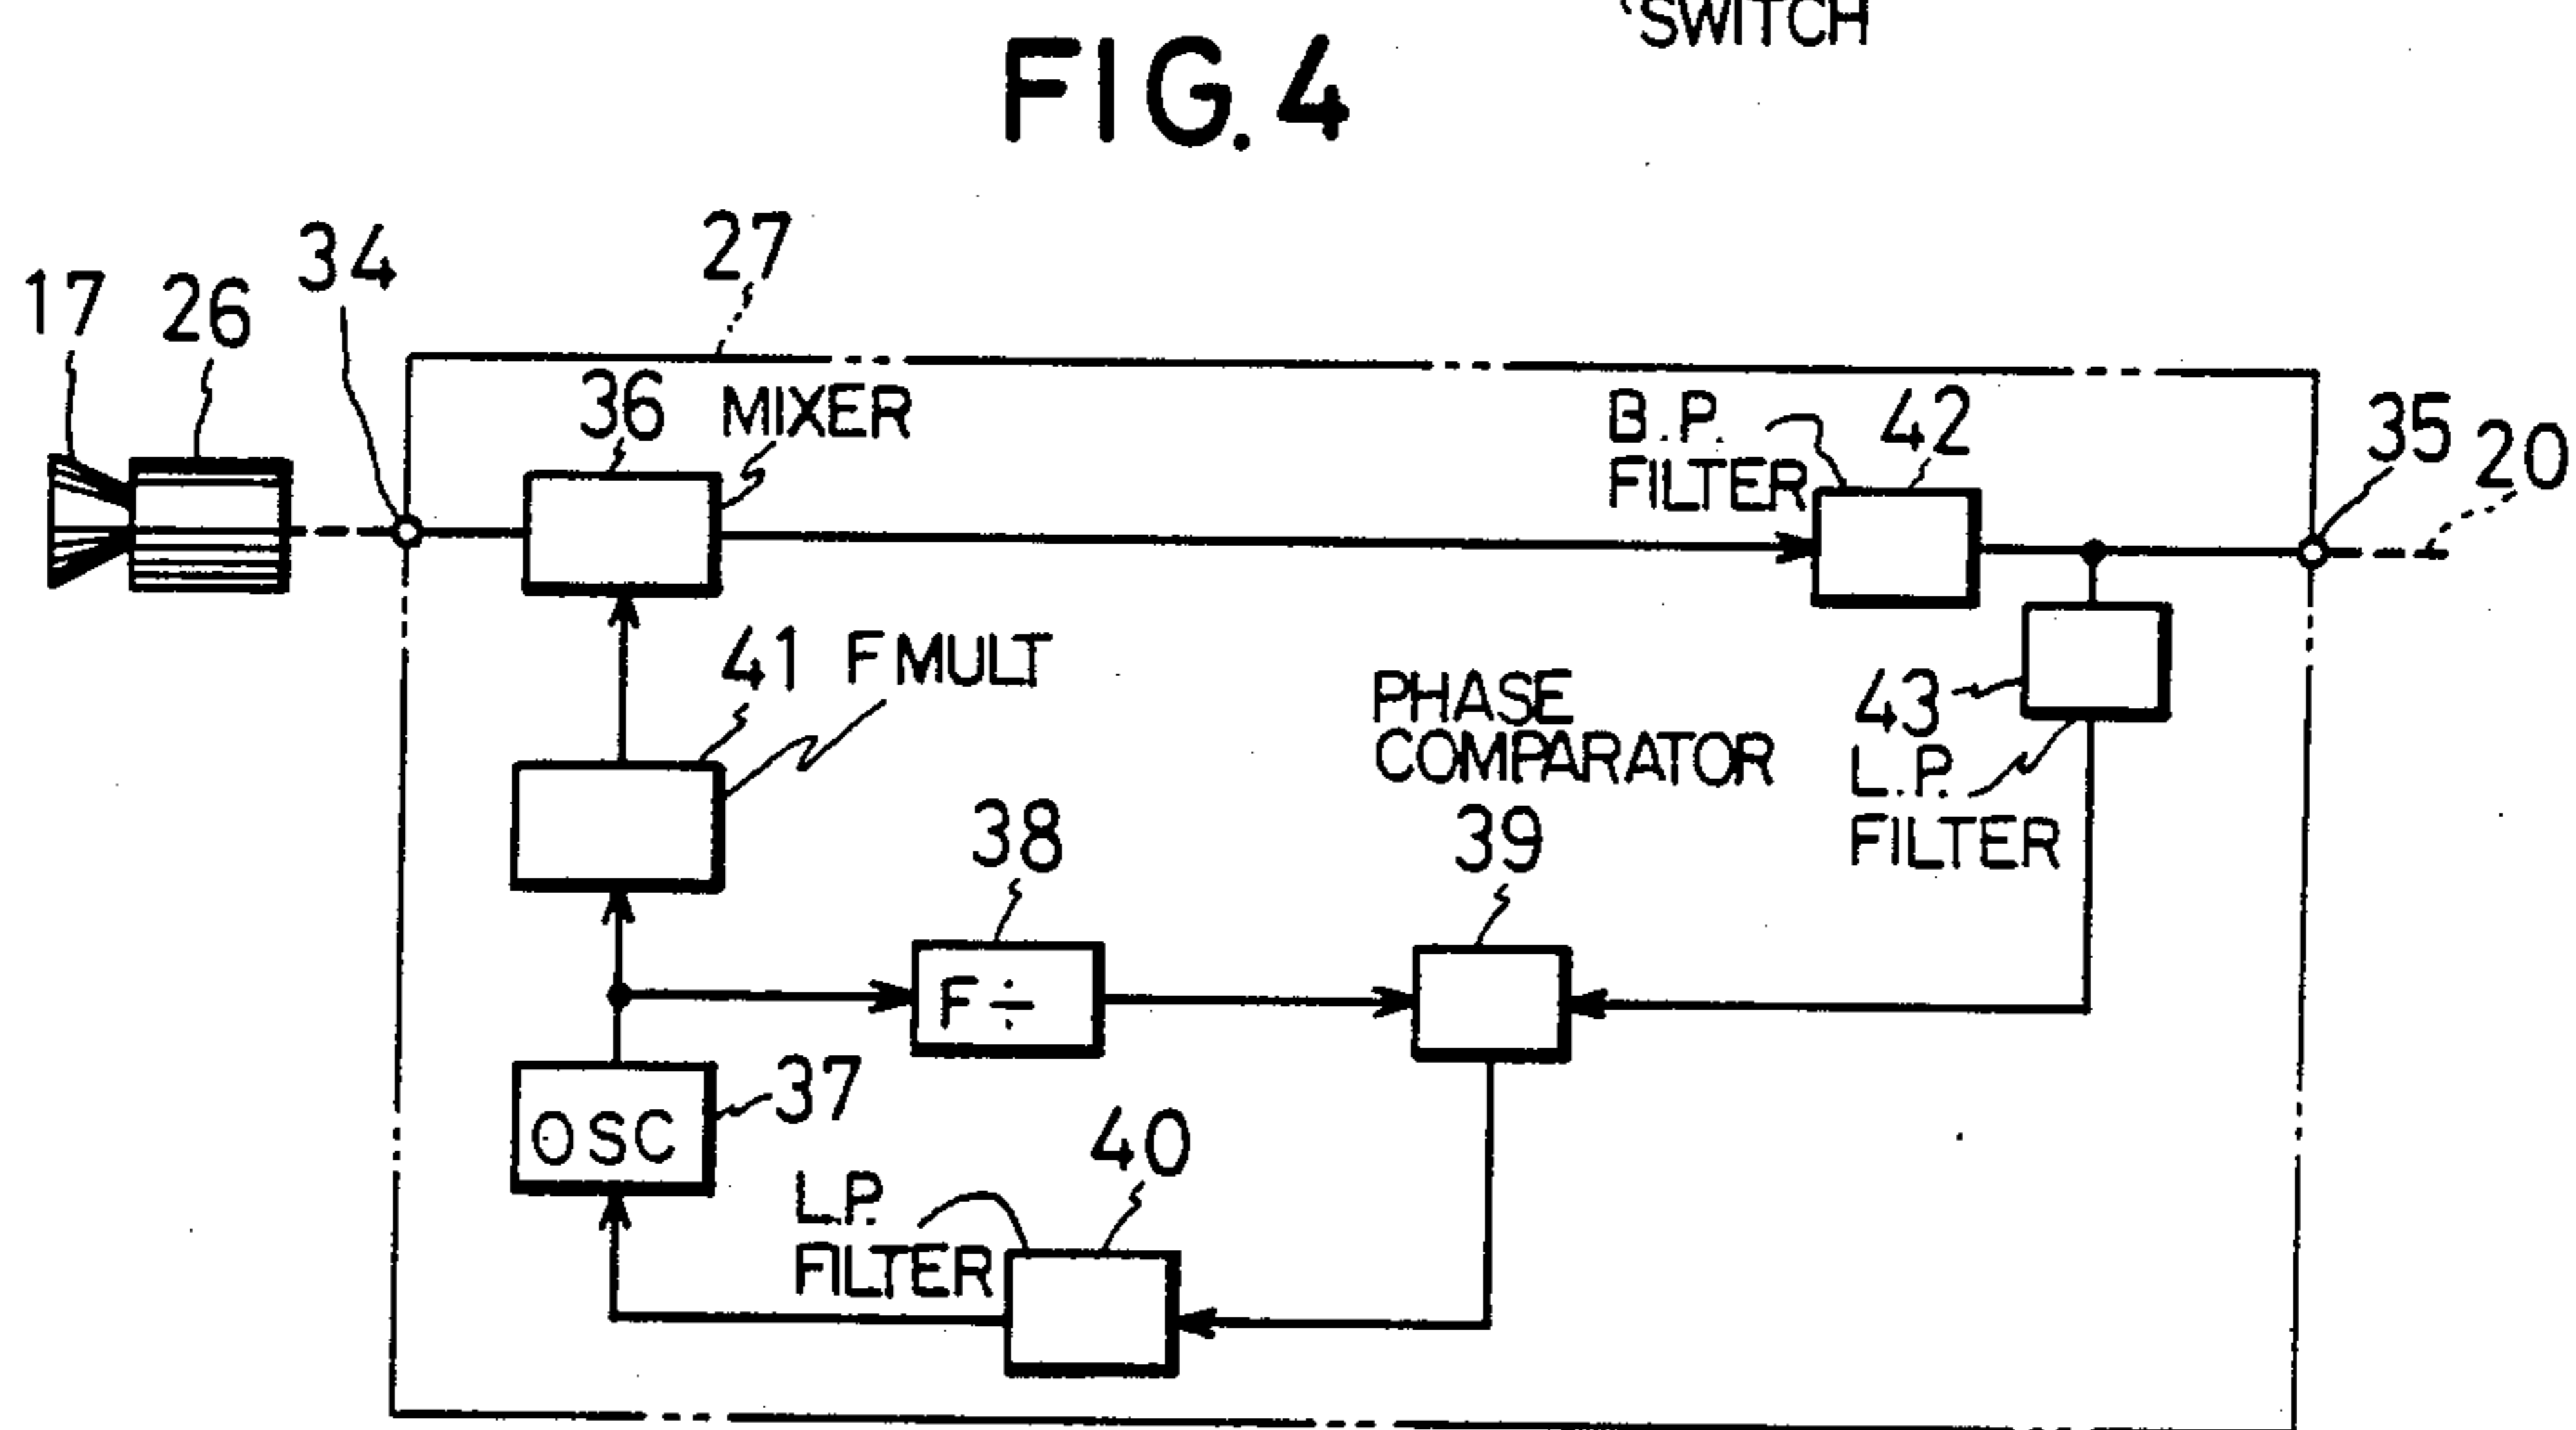 SWITCH
FIG. 4
17
26
34
27
36
MIXER
B.P.
FILTER
42
35
20
41
F MULT
PHASE
COMPARATOR
43
L.P.
FILTER
38
39
F÷
OSC
37
40
L.P.
FILTER